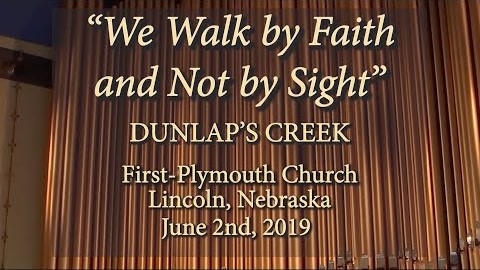 “We Walk by Faith
and Not by Sight”
DUNLAP’S CREEK
First-Plymouth Church
Lincoln, Nebraska
June 2nd, 2019